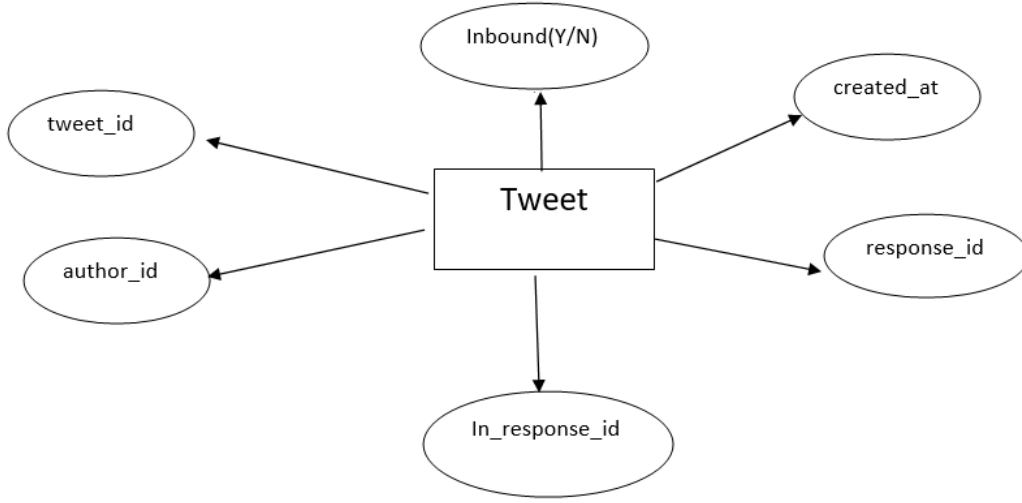 Inbound(Y/N)
created_at
tweet_id
Tweet
response_id
author_id
In_response_id